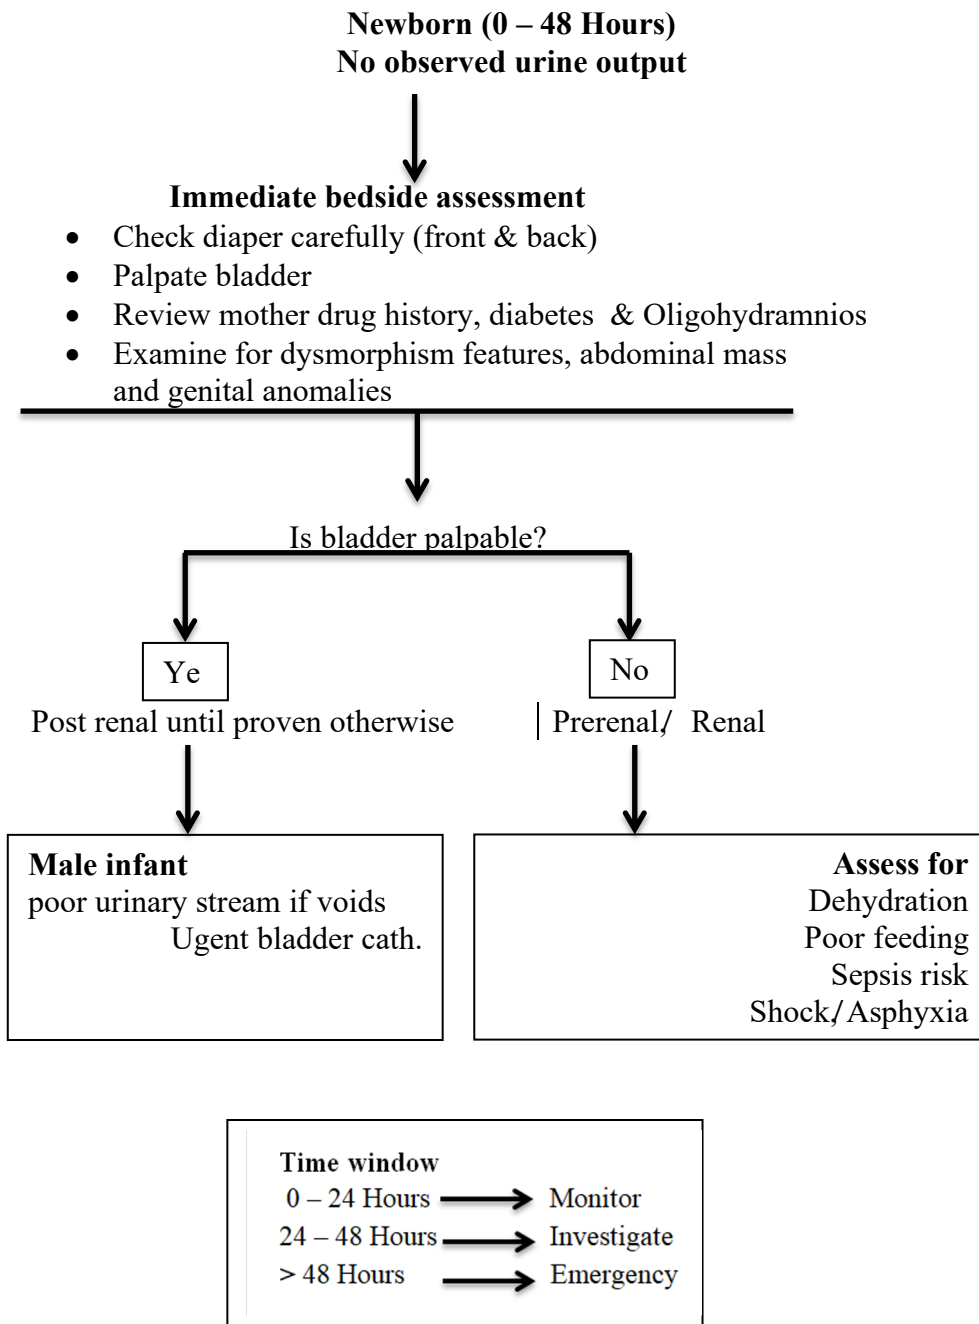 Newborn (0 – 48 Hours)
No observed urine output
Immediate bedside assessment
• Check diaper carefully (front & back)
• Palpate bladder
• Review mother drug history, diabetes & Oligohydramnios
• Examine for dysmorphism features, abdominal mass
and genital anomalies
Is bladder palpable?
Ye
No
Post renal until proven otherwise
Prerenal/ Renal
Male infant
poor urinary stream if voids
Ugent bladder cath.
Assess for
Dehydration
Poor feeding
Sepsis risk
Shock/ Asphyxia
Time window
0 – 24 Hours Monitor
24 – 48 Hours Investigate
> 48 Hours Emergency